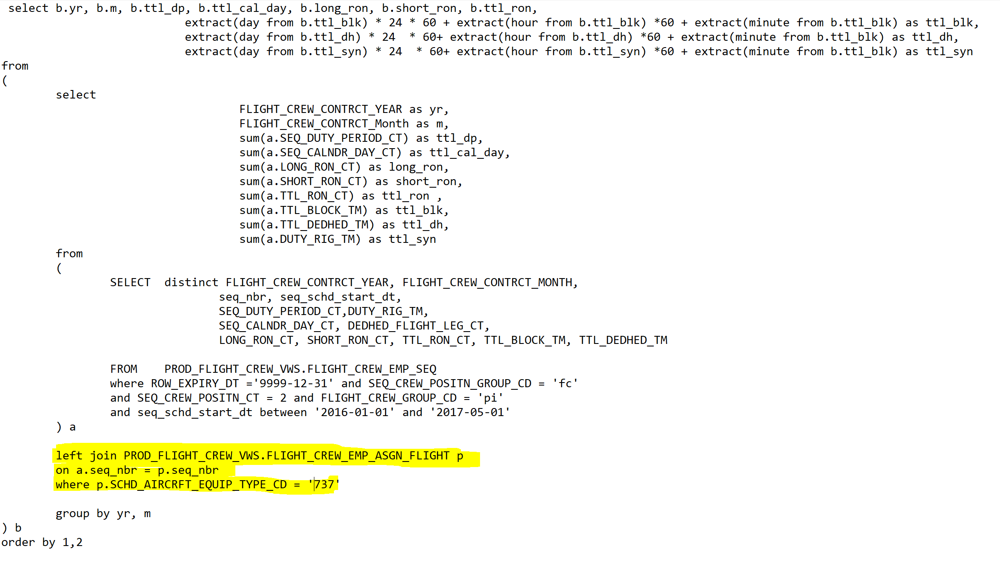 select b.yr, b.m, b.ttl_dp, b.ttl_cal_day, b.long_ron, b.short_ron, b.ttl_ron,
extract(day from b.ttl_blk) * 24 * 60 + extract(hour from b.ttl_blk) *60 + extract(minute from b.ttl_blk) as ttl_blk,
extract(day from b.ttl_dh) * 24  * 60+ extract(hour from b.ttl_dh) *60 + extract(minute from b.ttl_blk) as ttl_dh,
extract(day from b.ttl_syn) * 24  * 60+ extract(hour from b.ttl_syn) *60 + extract(minute from b.ttl_blk) as ttl_syn
from
(
select
FLIGHT_CREW_CONTRCT_YEAR as yr,
FLIGHT_CREW_CONTRCT_Month as m,
sum(a.SEQ_DUTY_PERIOD_CT) as ttl_dp,
sum(a.SEQ_CALNDR_DAY_CT) as ttl_cal_day,
sum(a.LONG_RON_CT) as long_ron,
sum(a.SHORT_RON_CT) as short_ron,
sum(a.TTL_RON_CT) as ttl_ron ,
sum(a.TTL_BLOCK_TM) as ttl_blk,
sum(a.TTL_DEDHED_TM) as ttl_dh,
sum(a.DUTY_RIG_TM) as ttl_syn
from
(
SELECT  distinct FLIGHT_CREW_CONTRCT_YEAR, FLIGHT_CREW_CONTRCT_MONTH,
seq_nbr, seq_schd_start_dt,
SEQ_DUTY_PERIOD_CT,DUTY_RIG_TM,
SEQ_CALNDR_DAY_CT, DEDHED_FLIGHT_LEG_CT,
LONG_RON_CT, SHORT_RON_CT, TTL_RON_CT, TTL_BLOCK_TM, TTL_DEDHED_TM
FROM    PROD_FLIGHT_CREW_VWS.FLIGHT_CREW_EMP_SEQ
where ROW_EXPIRY_DT ='9999-12-31' and SEQ_CREW_POSITN_GROUP_CD = 'fc'
and SEQ_CREW_POSITN_CT = 2 and FLIGHT_CREW_GROUP_CD = 'pi'
and seq_schd_start_dt between '2016-01-01' and '2017-05-01'
) a
left join PROD_FLIGHT_CREW_VWS.FLIGHT_CREW_EMP_ASGN_FLIGHT p
on a.seq_nbr = p.seq_nbr
where p.SCHD_AIRCRFT_EQUIP_TYPE_CD = '737'
group by yr, m
) b
order by 1,2